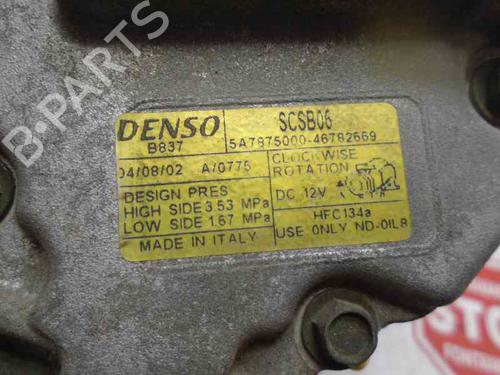 DENSO
SCSB06
B837
5A7875000-46782669
04/08/02 A/0775
CLOCKWISE
ROTATION
DC 12V
DESIGN PRES
HIGH SIDE 3.53 MPa
LOW SIDE 1.67 MPa
HFC134a
MADE IN ITALY
USE ONLY ND-OIL8
B-PARTS
STO